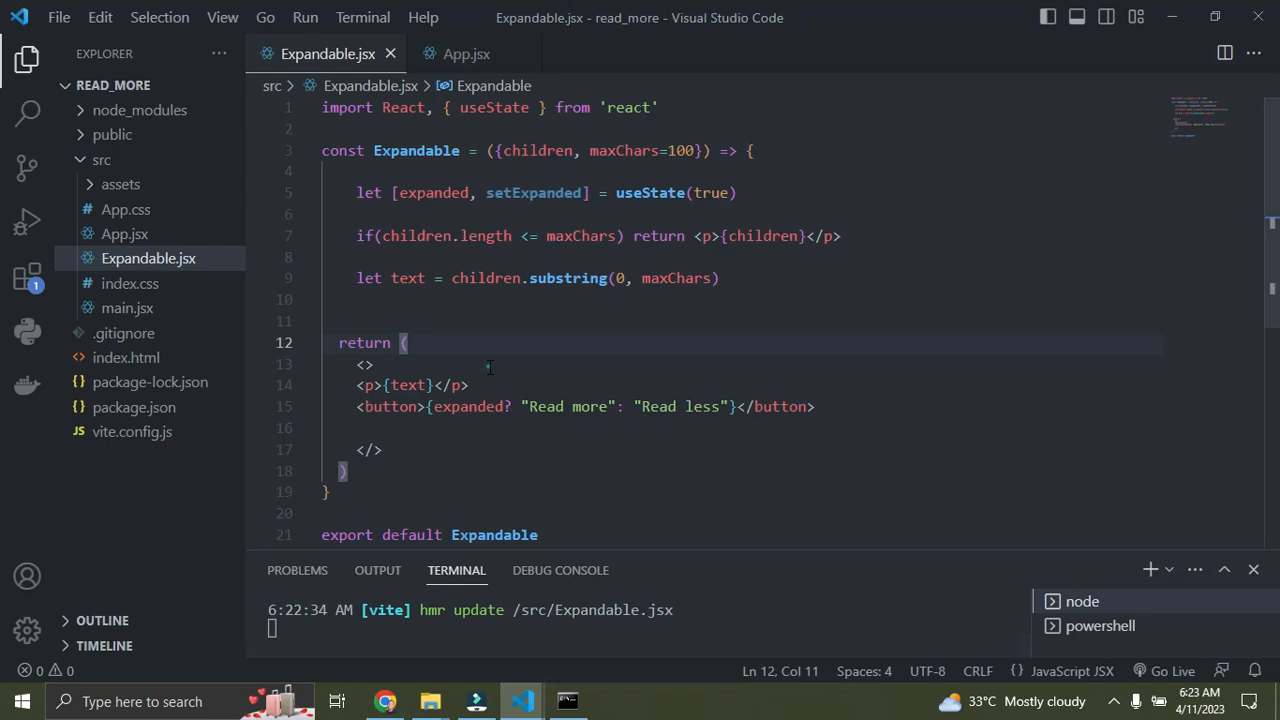 File Edit Selection View Go Run Terminal Help
Expandable.jsx - read_more - Visual Studio Code
EXPLORER
READ_MORE
node_modules
public
src
assets
App.css
App.jsx
Expandable.jsx
index.css
main.jsx
.gitignore
index.html
package-lock.json
package.json
vite.config.js
OUTLINE
TIMELINE
1
Expandable.jsx
App.jsx
src Expandable.jsx Expandable
1 import React, { useState } from 'react'
2
3 const Expandable = ({children, maxChars=100}) => {
4
5 let [expanded, setExpanded] = useState(true)
6
7 if(children.length <= maxChars) return <p>{children}</p>
8
9 let text = children.substring(0, maxChars)
10
11
12 return (
13 <>
14 <p>{text}</p>
15 <button>{expanded? "Read more": "Read less"}</button>
16
17 </>
18 )
19 }
20
21 export default Expandable
PROBLEMS OUTPUT TERMINAL DEBUG CONSOLE
6:22:34 AM [vite] hmr update /src/Expandable.jsx
node
powershell
0 0
Ln 12, Col 11 Spaces: 4 UTF-8 CRLF {} JavaScript JSX Go Live
Type here to search
33°C Mostly cloudy
6:23 AM
4/11/2023